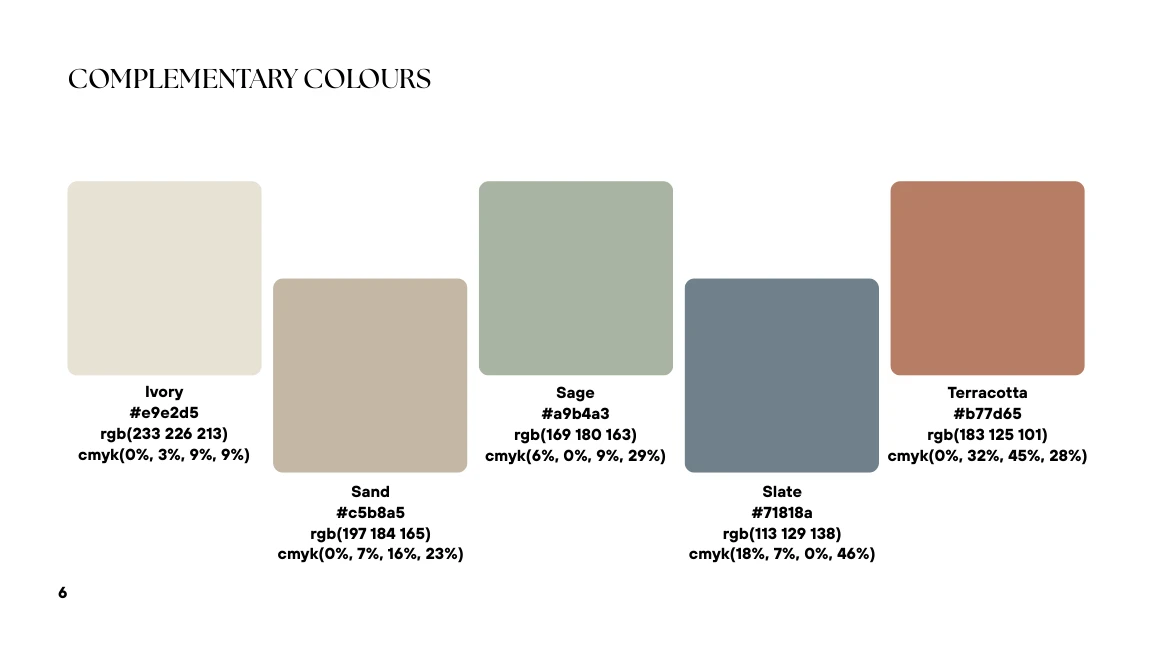 COMPLEMENTARY COLOURS
Ivory
#e9e2d5
rgb(233 226 213)
cmyk(0%, 3%, 9%, 9%)
Sand
#c5b8a5
rgb(197 184 165)
cmyk(0%, 7%, 16%, 23%)
Sage
#a9b4a3
rgb(169 180 163)
cmyk(6%, 0%, 9%, 29%)
Slate
#71818a
rgb(113 129 138)
cmyk(18%, 7%, 0%, 46%)
Terracotta
#b77d65
rgb(183 125 101)
cmyk(0%, 32%, 45%, 28%)
6